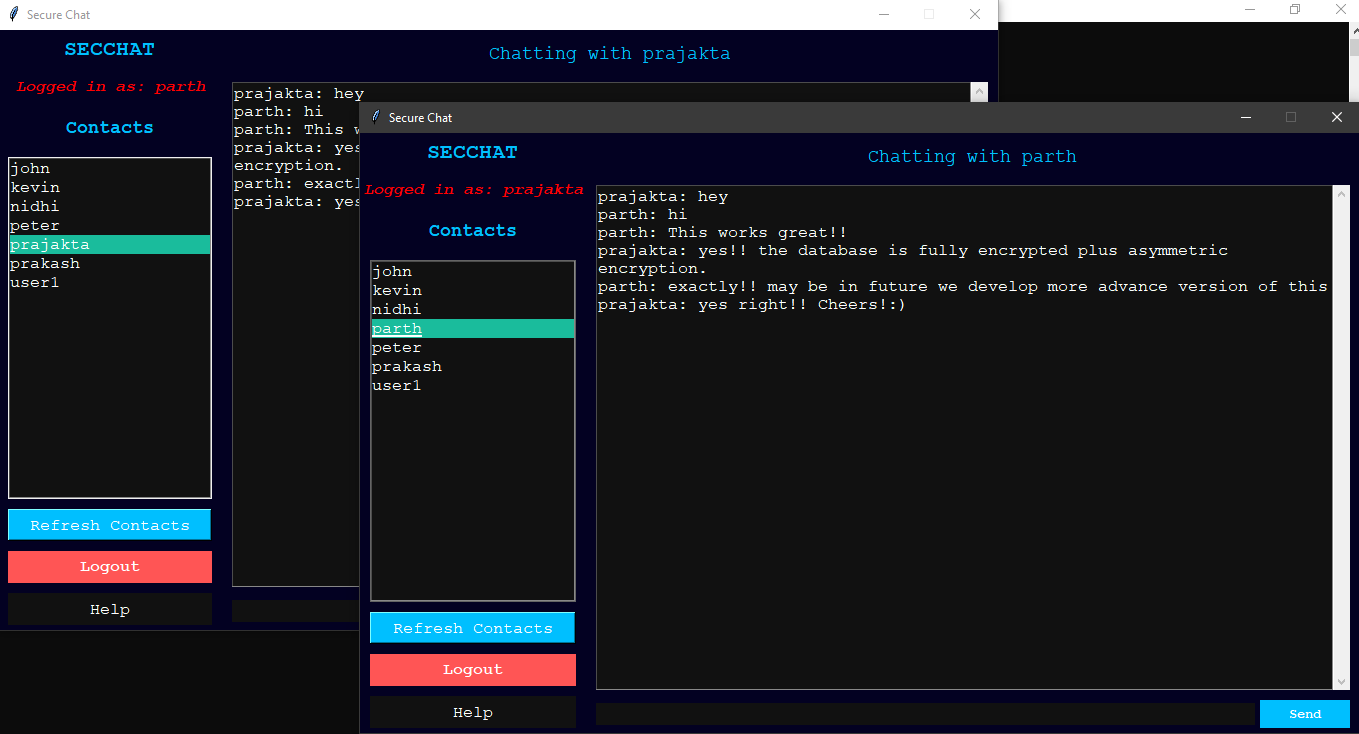 Secure Chat
SECCHAT
Logged in as: parth
Contacts
john
kevin
nidhi
peter
prajakta
prakash
user1
Refresh Contacts
Logout
Help
Chatting with prajakta
prajakta: hey
parth: hi
parth: This
prajakta: yes
encryption.
parth: exactl
prajakta: yes
Secure Chat
SECCHAT
Logged in as: prajakta
Contacts
john
kevin
nidhi
parth
peter
prakash
user1
Refresh Contacts
Logout
Help
Chatting with parth
prajakta: hey
parth: hi
parth: This works great!!
prajakta: yes!! the database is fully encrypted plus asymmetric
encryption.
parth: exactly!! may be in future we develop more advance version of this
prajakta: yes right!! Cheers!:)
Send